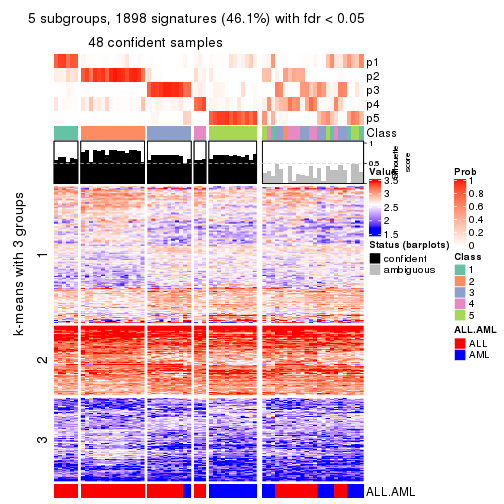 5 subgroups, 1898 signatures (46.1%) with fdr < 0.05
48 confident samples
p1
p2
p3
p4
p5
Class
1
0.5
0
silhouette
score
k-means with 3 groups
1
2
3
ALL.AML
Value
3.5
3
2.5
2
1.5
Status (barplots)
confident
ambiguous
Prob
1
0.8
0.6
0.4
0.2
0
Class
1
2
3
4
5
ALL.AML
ALL
AML